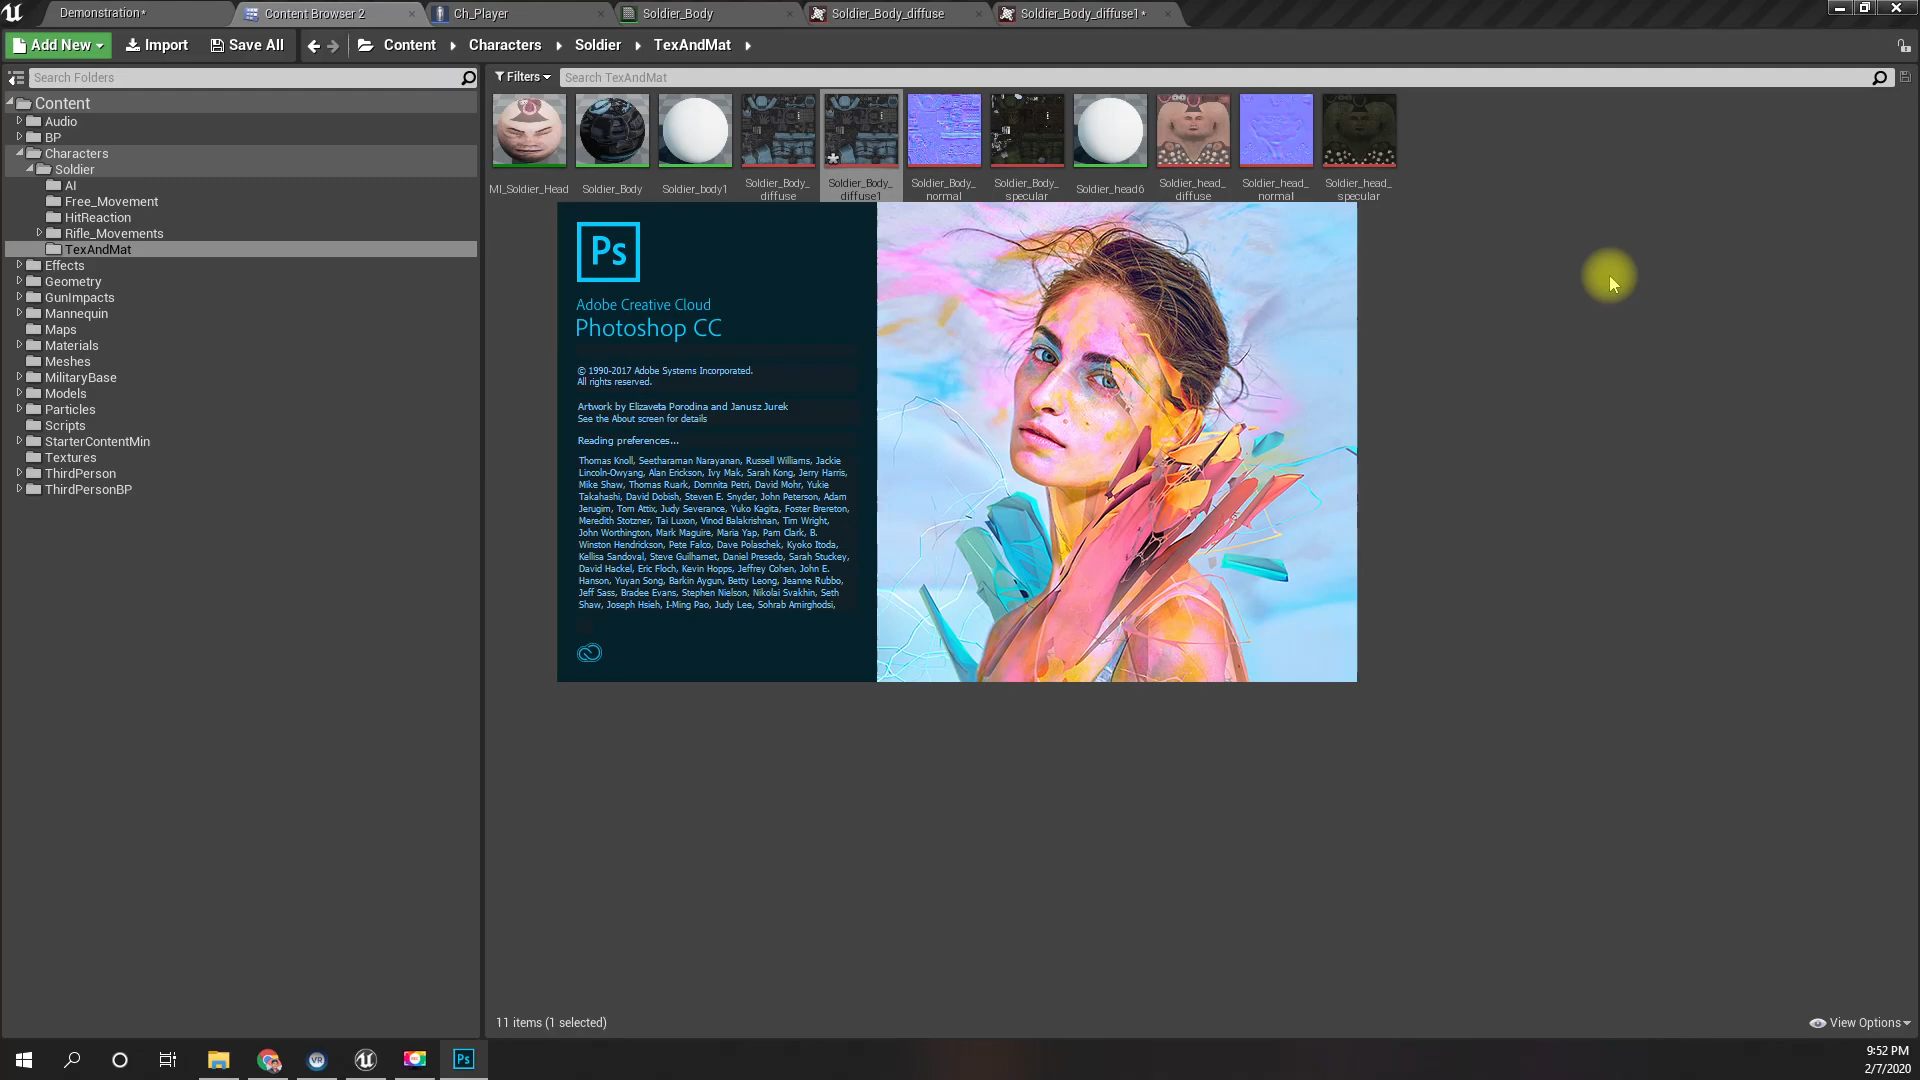 Demonstration*
Content Browser 2
Ch_Player
Soldier_Body
Soldier_Body_diffuse
Soldier_Body_diffuse1*
Add New
Import
Save All
Content
Characters
Soldier
TexAndMat
Search Folders
Filters
Search TexAndMat
Content
Audio
BP
Characters
Soldier
AI
Free_Movement
HitReaction
Rifle_Movements
TexAndMat
Effects
Geometry
GunImpacts
Mannequin
Maps
Materials
Meshes
MilitaryBase
Models
Particles
Scripts
StarterContentMin
Textures
ThirdPerson
ThirdPersonBP
MI_Soldier_Head
Soldier_Body
Soldier_body1
Soldier_Body_
diffuse
Soldier_Body_
diffuse1
Soldier_Body_
normal
Soldier_Body_
specular
Soldier_head6
Soldier_head_
diffuse
Soldier_head_
normal
Soldier_head_
specular
Ps
Adobe Creative Cloud
Photoshop CC
© 1990-2017 Adobe Systems Incorporated.
All rights reserved.
Artwork by Elizaveta Porodina and Janusz Jurek
See the About screen for details
Reading preferences...
Thomas Knoll, Seetharaman Narayanan, Russell Williams, Jackie
Lincoln-Owyang, Alan Erickson, Ivy Mak, Sarah Kong, Jerry Harris,
Mike Shaw, Thomas Ruark, Domnita Petri, David Mohr, Yukie
Takahashi, David Dobish, Steven E. Snyder, John Peterson, Adam
Jerugim, Tom Attix, Judy Severance, Yuko Kagita, Foster Brereton,
Meredith Stotzner, Tai Luxon, Vinod Balakrishnan, Tim Wright,
John Worthington, Mark Maguire, Maria Yap, Pam Clark, B.
Winston Hendrickson, Pete Falco, Dave Polaschek, Kyoko Itoda,
Kellisa Sandoval, Steve Guilhamet, Daniel Presedo, Sarah Stuckey,
David Hackel, Eric Floch, Kevin Hopps, Jeffrey Cohen, John E.
Hanson, Yuyan Song, Barkin Aygun, Betty Leong, Jeanne Rubbo,
Jeff Sass, Bradee Evans, Stephen Nielson, Nikolai Svakhin, Seth
Shaw, Joseph Hsieh, I-Ming Pao, Judy Lee, Sohrab Amirghodsi,
11 items (1 selected)
View Options
VR
Ps
9:52 PM
2/7/2020